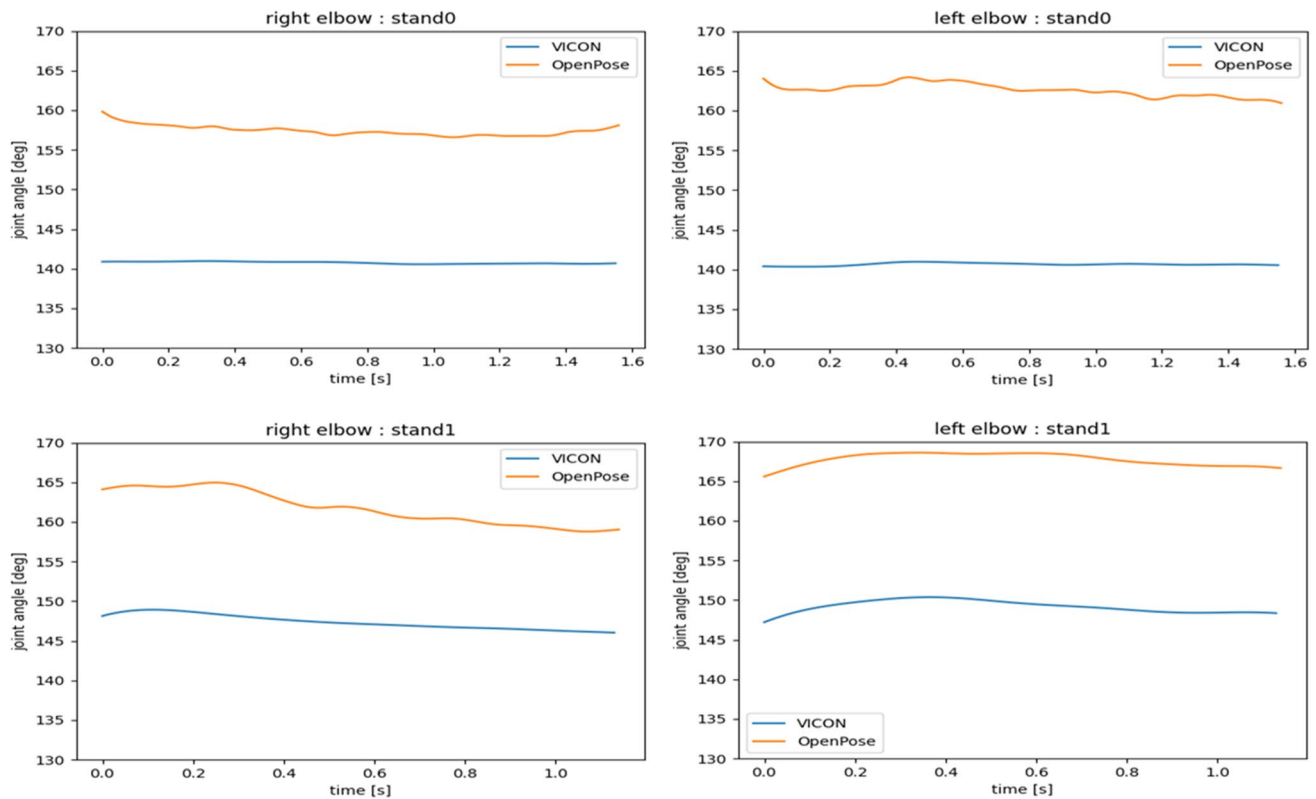 right elbow : stand0
170
165
160
155
150
145
140
135
130
joint angle [deg]
VICON
OpenPose
0.0 0.2 0.4 0.6 0.8 1.0 1.2 1.4 1.6
time [s]
left elbow : stand0
170
165
160
155
150
145
140
135
130
joint angle [deg]
VICON
OpenPose
0.0 0.2 0.4 0.6 0.8 1.0 1.2 1.4 1.6
time [s]
right elbow : stand1
170
165
160
155
150
145
140
135
130
joint angle [deg]
VICON
OpenPose
0.0 0.2 0.4 0.6 0.8 1.0
time [s]
left elbow : stand1
170
165
160
155
150
145
140
135
130
joint angle [deg]
VICON
OpenPose
0.0 0.2 0.4 0.6 0.8 1.0
time [s]